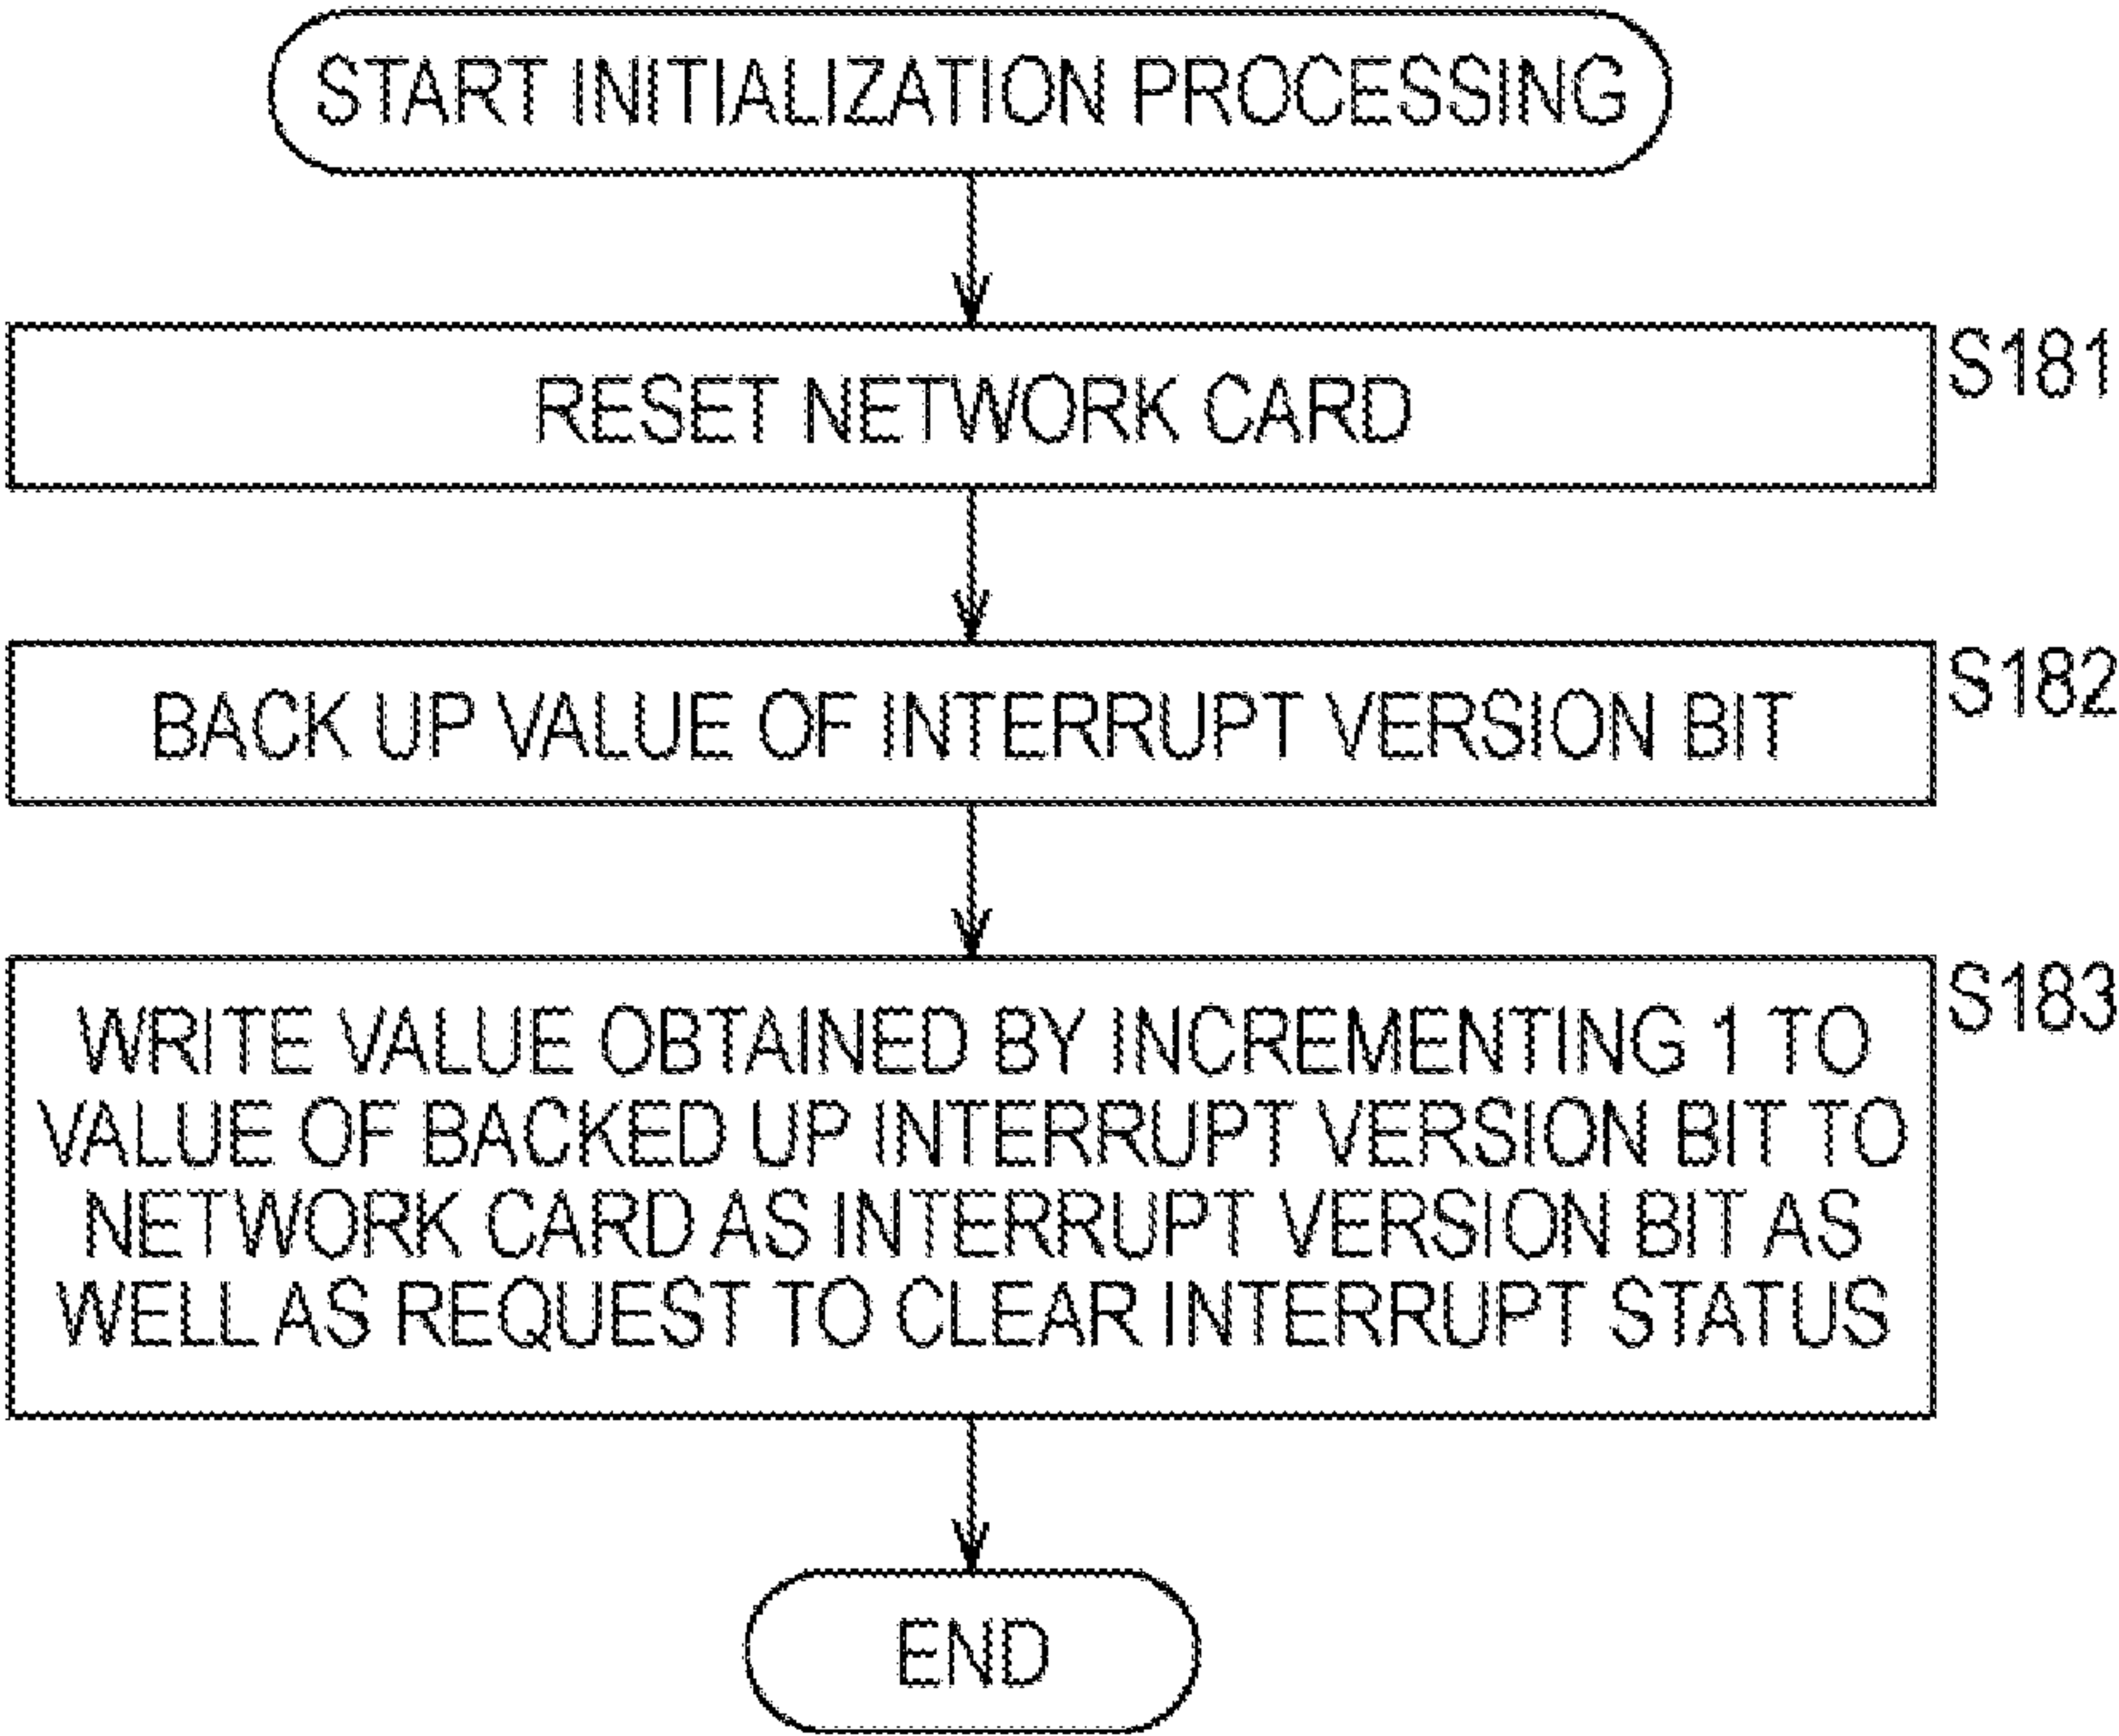 START INITIALIZATION PROCESSING
RESET NETWORK CARD
S181
BACK UP VALUE OF INTERRUPT VERSION BIT
S182
WRITE VALUE OBTAINED BY INCREMENTING 1 TO
VALUE OF BACKED UP INTERRUPT VERSION BIT TO
NETWORK CARD AS INTERRUPT VERSION BIT AS
WELL AS REQUEST TO CLEAR INTERRUPT STATUS
S183
END